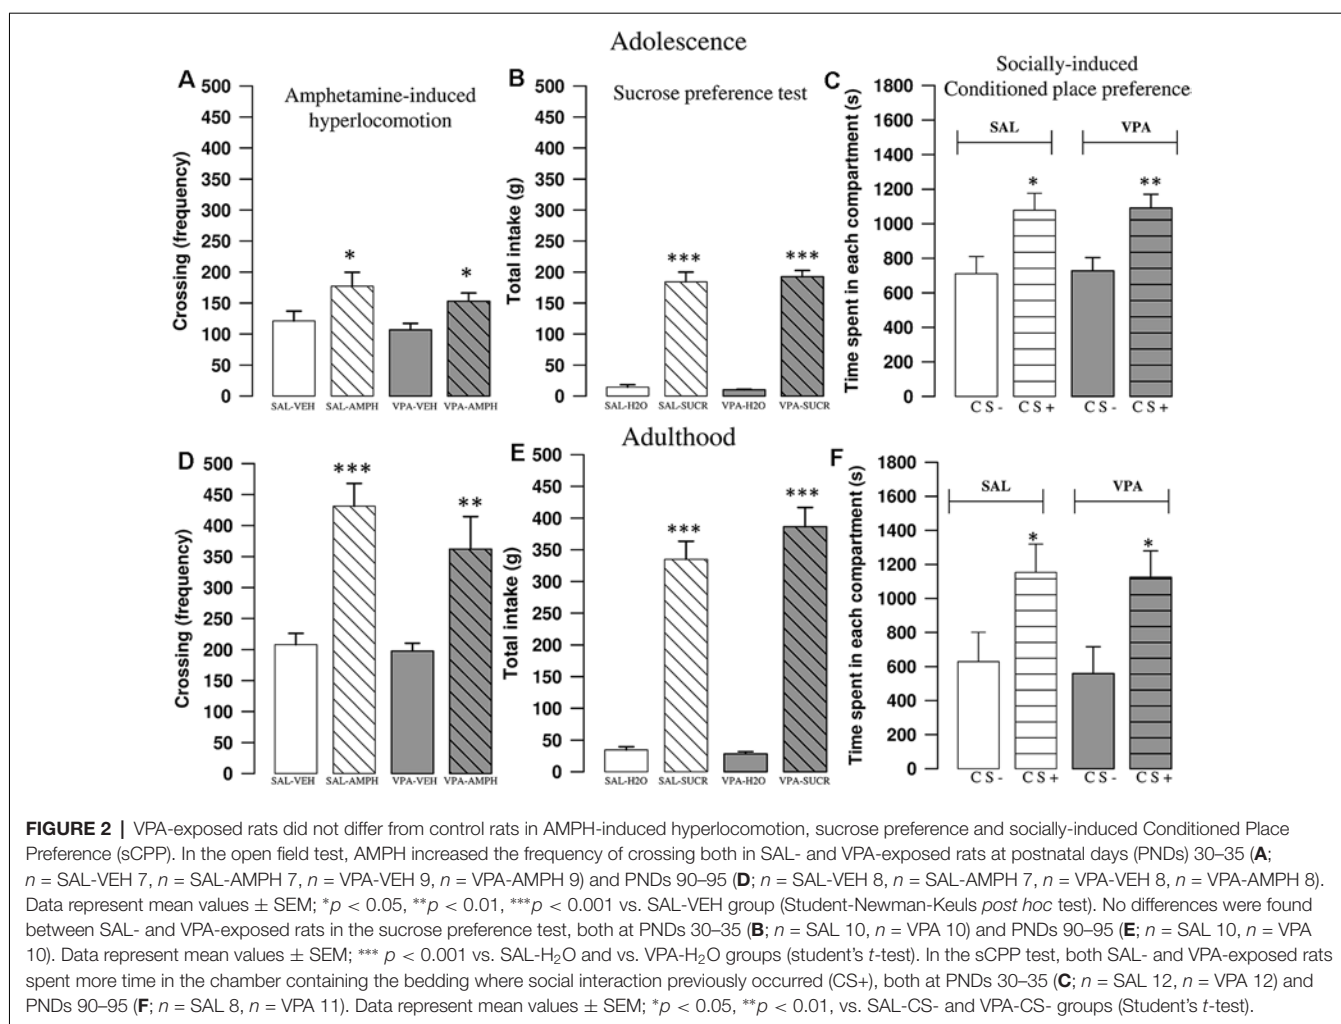 Adolescence
A
Amphetamine-induced
hyperlocomotion
Crossing (frequency)
500
450
400
350
300
250
200
150
100
50
0
*
*
SAL-VEH SAL-AMPH VPA-VEH VPA-AMPH
B
Sucrose preference test
Total intake (g)
500
450
400
350
300
250
200
150
100
50
0
***
***
SAL-H2O SAL-SUCR VPA-H2O VPA-SUCR
C
Socially-induced
Conditioned place preference
Time spent in each compartment (s)
1800
1600
1400
1200
1000
800
600
400
200
0
SAL VPA
*
**
CS- CS+ CS- CS+
Adulthood
D
Crossing (frequency)
500
450
400
350
300
250
200
150
100
50
0
***
**
SAL-VEH SAL-AMPH VPA-VEH VPA-AMPH
E
Total intake (g)
500
450
400
350
300
250
200
150
100
50
0
***
***
SAL-H2O SAL-SUCR VPA-H2O VPA-SUCR
F
Time spent in each compartment (s)
1800
1600
1400
1200
1000
800
600
400
200
0
SAL VPA
*
*
CS- CS+ CS- CS+
FIGURE 2 | VPA-exposed rats did not differ from control rats in AMPH-induced hyperlocomotion, sucrose preference and socially-induced Conditioned Place
Preference (sCPP). In the open field test, AMPH increased the frequency of crossing both in SAL- and VPA-exposed rats at postnatal days (PNDs) 30–35 (A;
n = SAL-VEH 7, n = SAL-AMPH 7, n = VPA-VEH 9, n = VPA-AMPH 9) and PNDs 90–95 (D; n = SAL-VEH 8, n = SAL-AMPH 7, n = VPA-VEH 8, n = VPA-AMPH 8).
Data represent mean values ± SEM; *p < 0.05, **p < 0.01, ***p < 0.001 vs. SAL-VEH group (Student-Newman-Keuls post hoc test). No differences were found
between SAL- and VPA-exposed rats in the sucrose preference test, both at PNDs 30–35 (B; n = SAL 10, n = VPA 10) and PNDs 90–95 (E; n = SAL 10, n = VPA
10). Data represent mean values ± SEM; *** p < 0.001 vs. SAL-H₂O and vs. VPA-H₂O groups (student's t-test). In the sCPP test, both SAL- and VPA-exposed rats
spent more time in the chamber containing the bedding where social interaction previously occurred (CS+), both at PNDs 30–35 (C; n = SAL 12, n = VPA 12) and
PNDs 90–95 (F; n = SAL 8, n = VPA 11). Data represent mean values ± SEM; *p < 0.05, **p < 0.01, vs. SAL-CS- and VPA-CS- groups (Student's t-test).